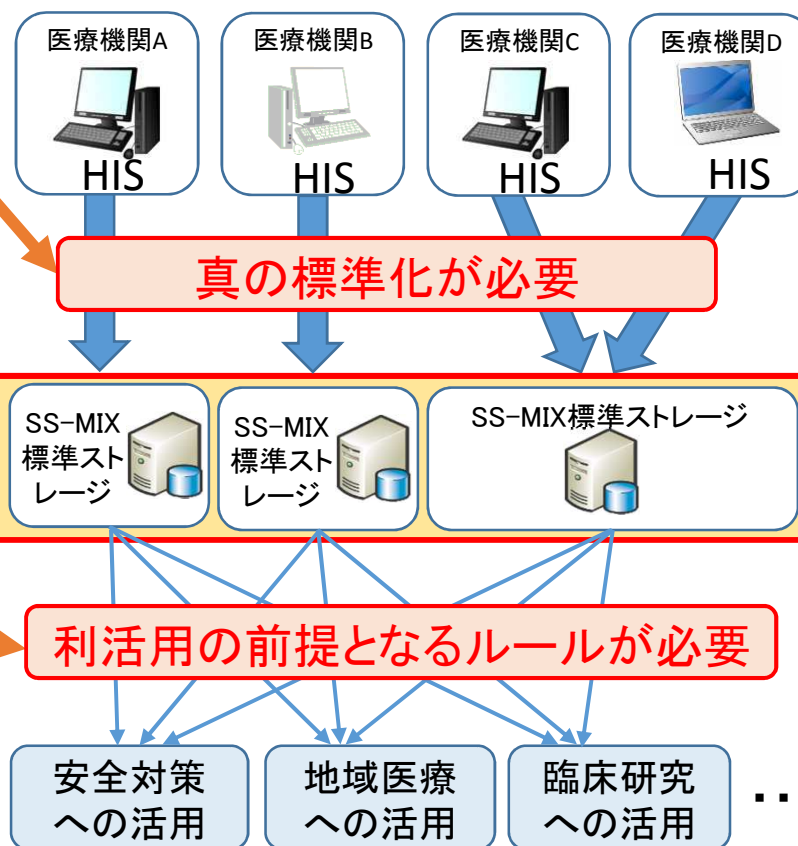 医療機関A
医療機関B
医療機関C
医療機関D
HIS
HIS
HIS
HIS
真の標準化が必要
SS-MIX
標準スト
レージ
SS-MIX
標準スト
レージ
SS-MIX標準ストレージ
利活用の前提となるルールが必要
安全対策
への活用
地域医療
への活用
臨床研究
への活用
‥